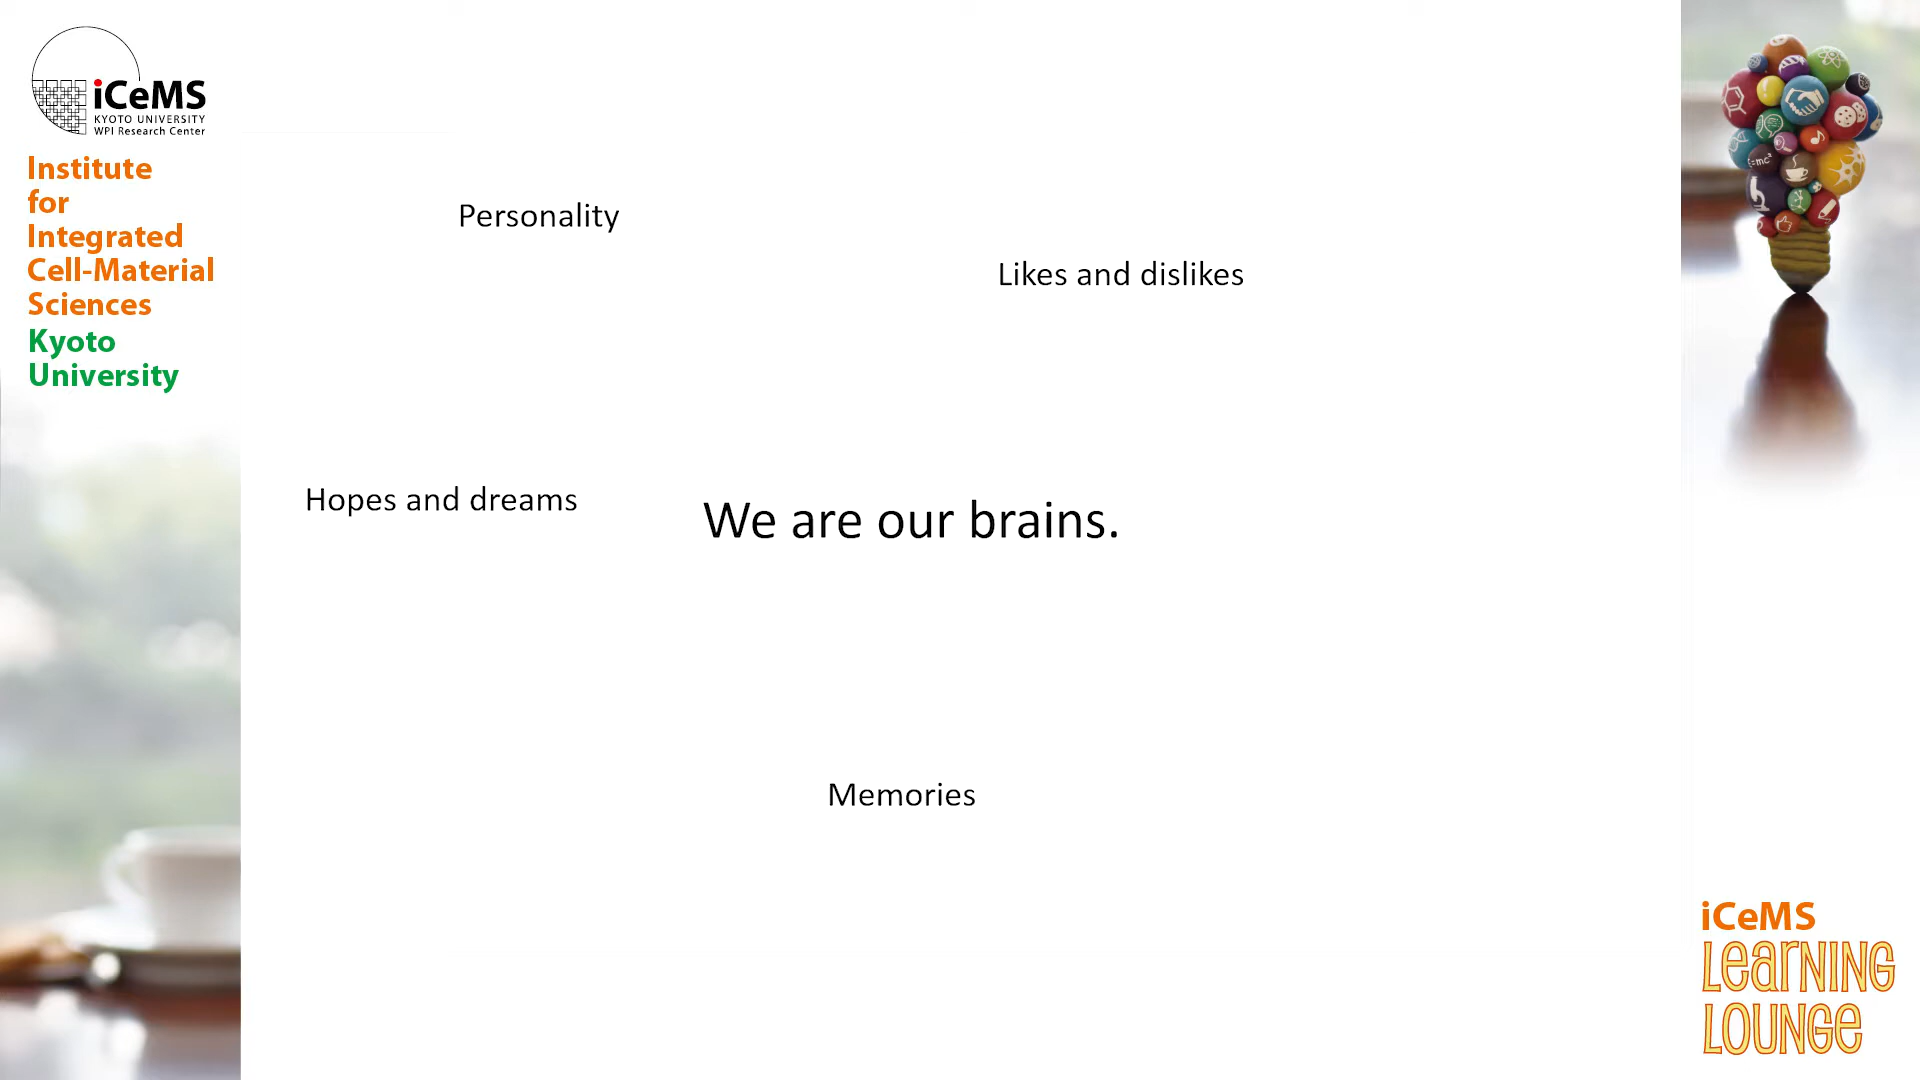 iCeMS
KYOTO UNIVERSITY
WPI Research Center
Institute
for
Integrated
Cell-Material
Sciences
Kyoto
University
Personality
Likes and dislikes
Hopes and dreams
We are our brains.
Memories
=mc²
iCeMS
LeaRNING
LOUNGe